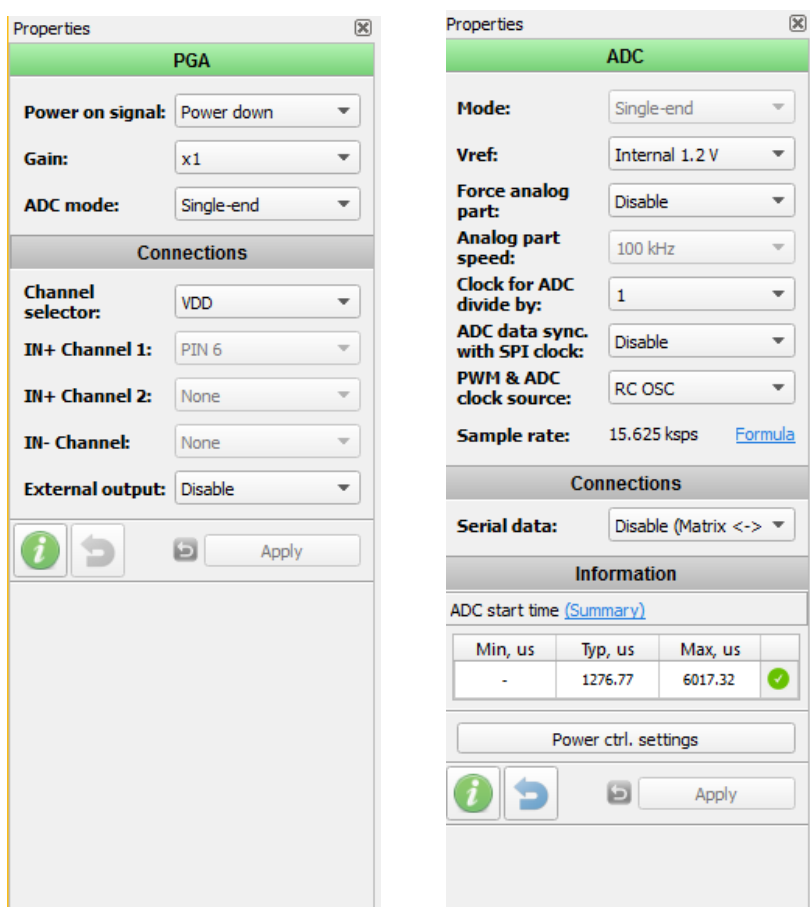 Properties
PGA
Power on signal: Power down
Gain: x1
ADC mode: Single-end
Connections
Channel
selector: VDD
IN+ Channel 1: PIN 6
IN+ Channel 2: None
IN- Channel: None
External output: Disable
Apply
Properties
ADC
Mode: Single-end
Vref: Internal 1.2 V
Force analog
part: Disable
Analog part
speed: 100 kHz
Clock for ADC
divide by: 1
ADC data sync.
with SPI clock: Disable
PWM & ADC
clock source: RC OSC
Sample rate: 15.625 ksps Formula
Connections
Serial data: Disable (Matrix <->
Information
ADC start time (Summary)
Min, us Typ, us Max, us
- 1276.77 6017.32
Power ctrl. settings
Apply